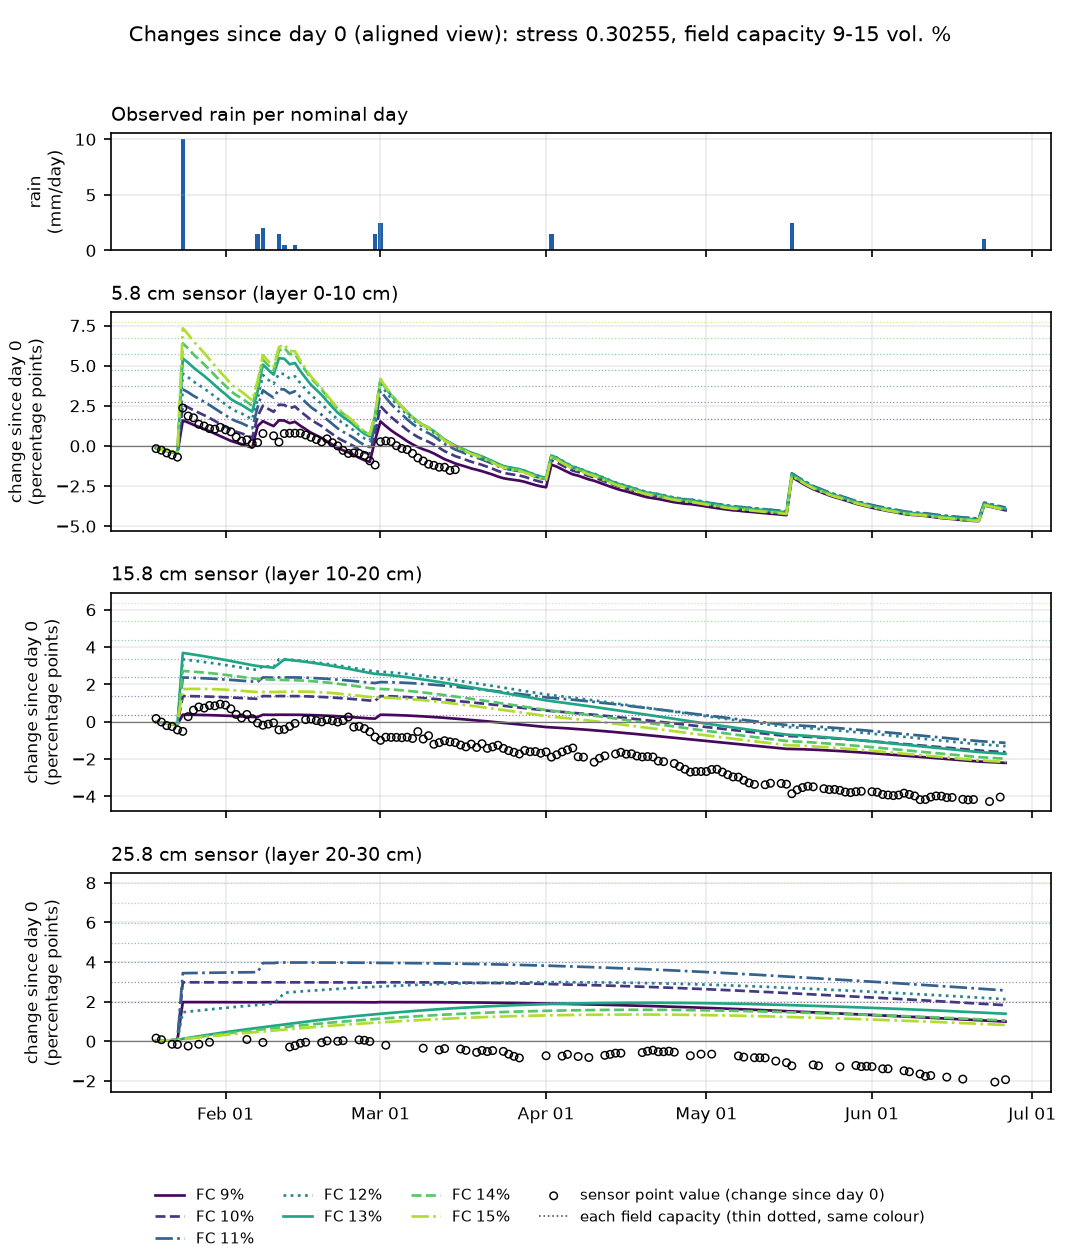 Changes since day 0 (aligned view): stress 0.30255, field capacity 9-15 vol. %
Observed rain per nominal day
rain
(mm/day)
10
5
0
5.8 cm sensor (layer 0-10 cm)
change since day 0
(percentage points)
7.5
5.0
2.5
0.0
−2.5
−5.0
15.8 cm sensor (layer 10-20 cm)
change since day 0
(percentage points)
6
4
2
0
−2
−4
25.8 cm sensor (layer 20-30 cm)
change since day 0
(percentage points)
8
6
4
2
0
−2
Feb 01 Mar 01 Apr 01 May 01 Jun 01 Jul 01
FC 9% FC 12% FC 14% sensor point value (change since day 0)
FC 10% FC 13% FC 15% each field capacity (thin dotted, same colour)
FC 11%